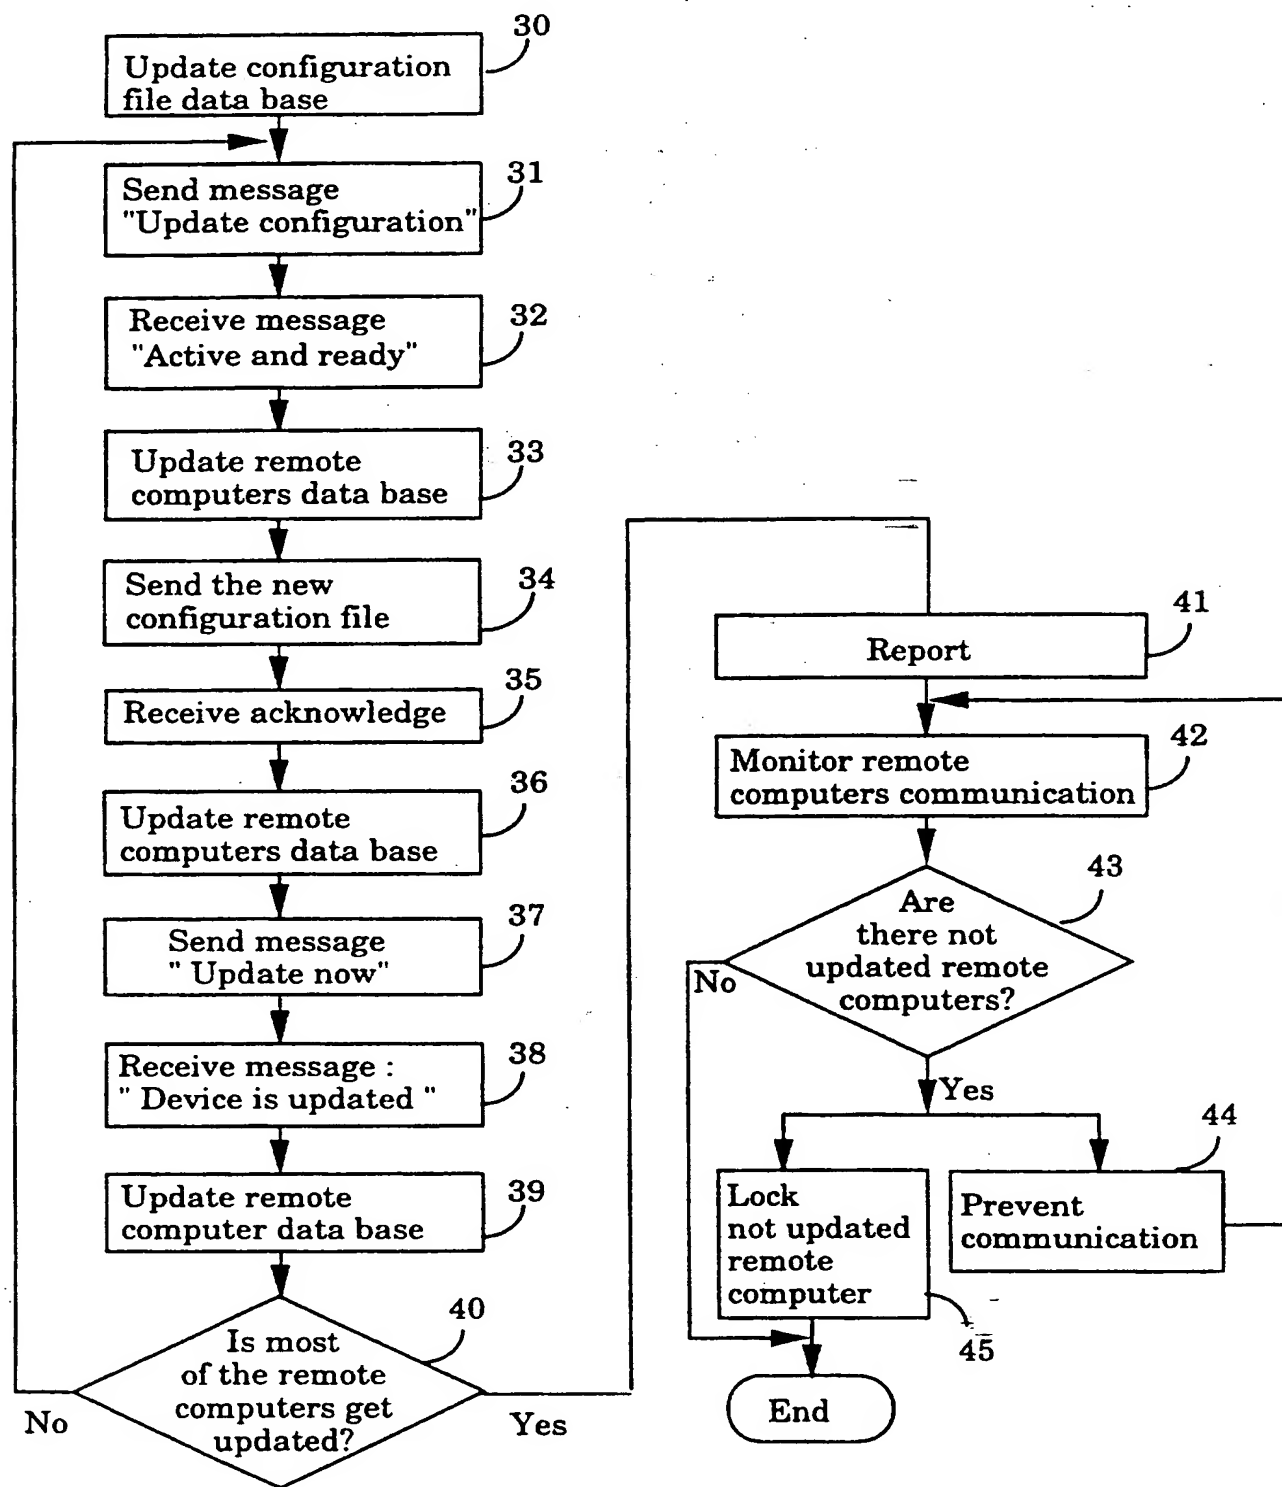 30
Update configuration
file data base
31
Send message
"Update configuration"
32
Receive message
"Active and ready"
33
Update remote
computers data base
34
Send the new
configuration file
35
Receive acknowledge
36
Update remote
computers data base
37
Send message
" Update now"
38
Receive message :
" Device is updated "
39
Update remote
computer data base
40
Is most
of the remote
computers get
updated?
No
Yes
41
Report
42
Monitor remote
computers communication
43
Are
there not
updated remote
computers?
No
Yes
44
Prevent
communication
Lock
not updated
remote
computer
45
End